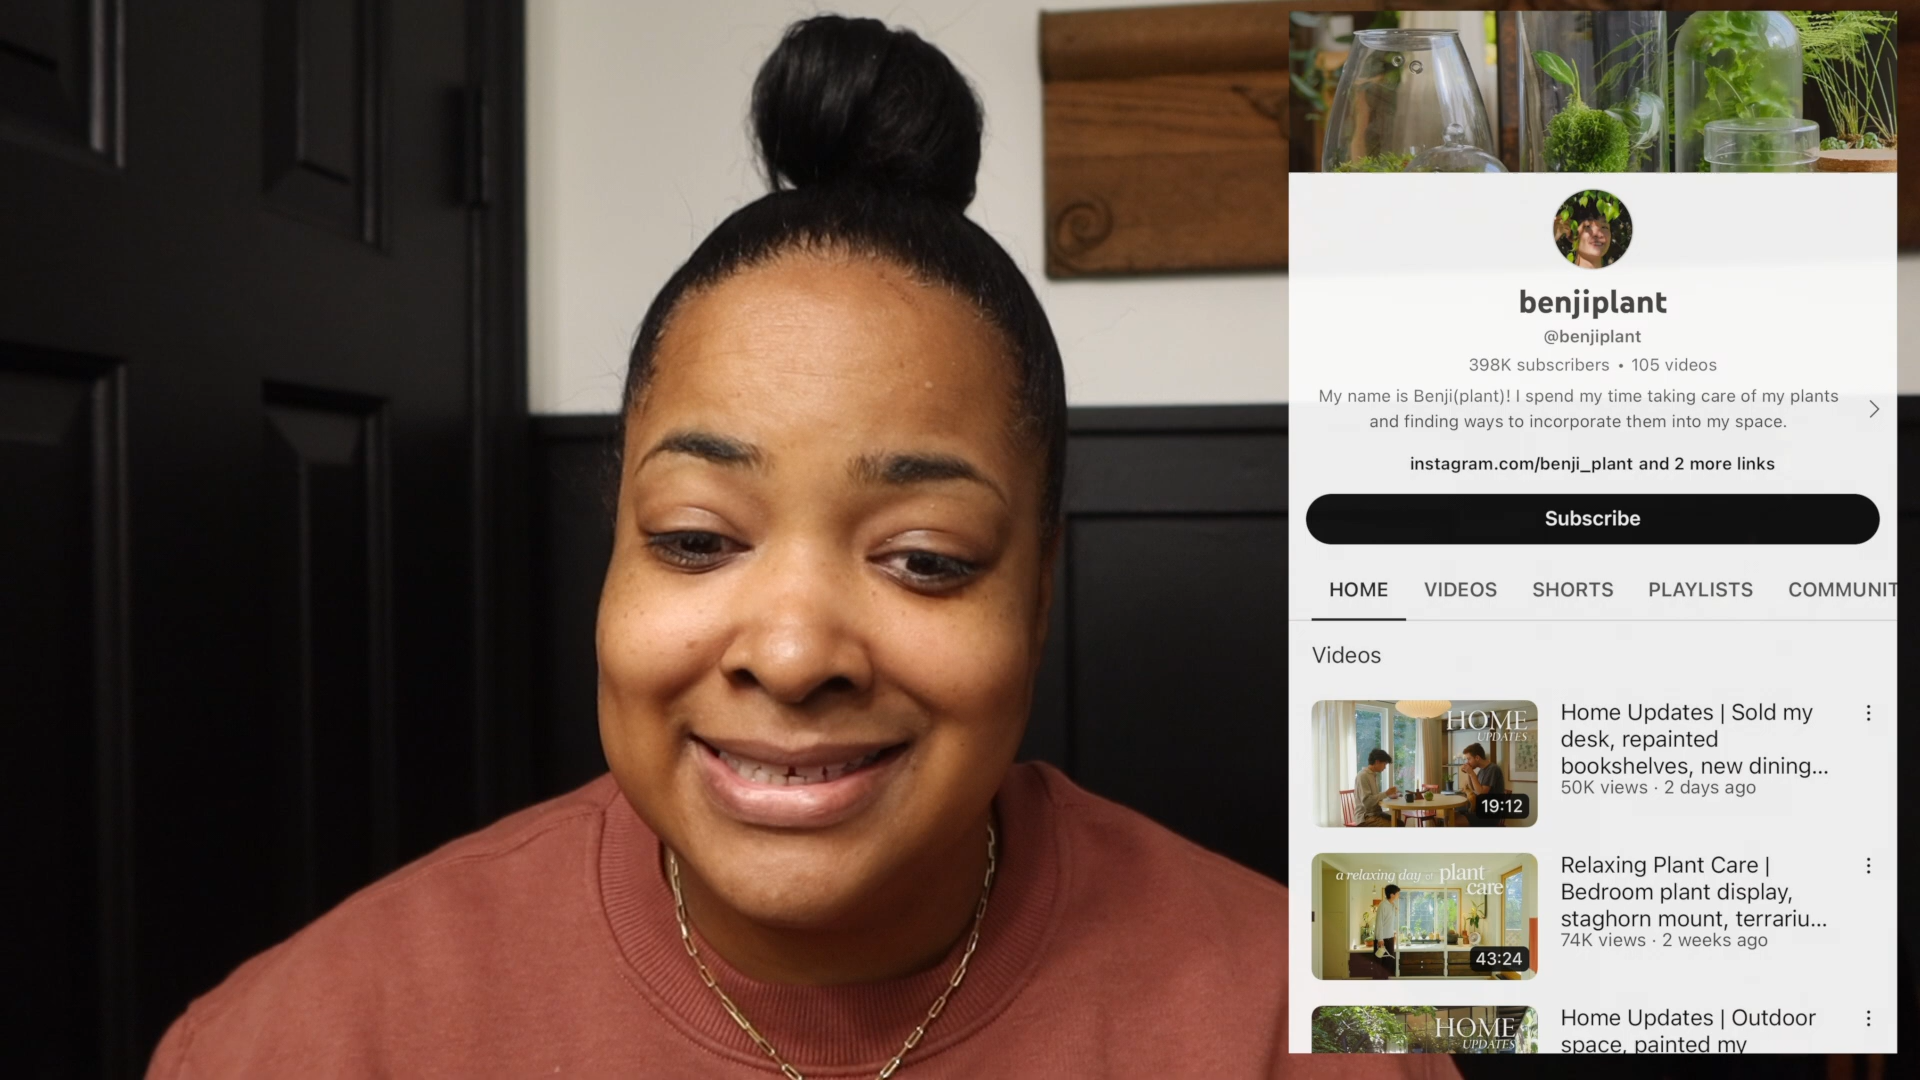 benjiplant
@benjiplant
398K subscribers • 105 videos
My name is Benji(plant)! I spend my time taking care of my plants
and finding ways to incorporate them into my space.
instagram.com/benji_plant and 2 more links
Subscribe
HOME VIDEOS SHORTS PLAYLISTS COMMUNIT
Videos
HOME
UPDATES
19:12
Home Updates | Sold my
desk, repainted
bookshelves, new dining...
50K views · 2 days ago
a relaxing day of plant
care
43:24
Relaxing Plant Care |
Bedroom plant display,
staghorn mount, terrariu...
74K views · 2 weeks ago
HOME
UPDATES
Home Updates | Outdoor
space, painted my